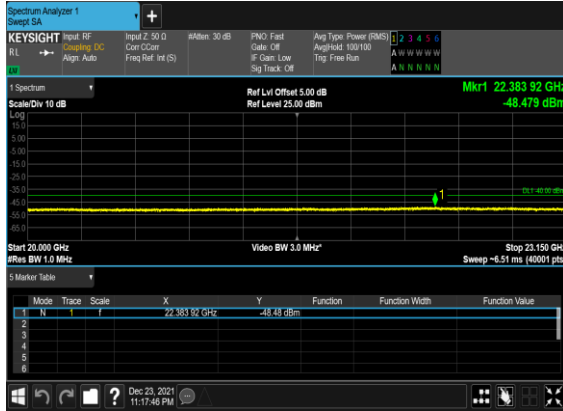 Spectrum Analyzer 1
Swept SA
+
KEYSIGHT
RL
LNI
Input: RF
Coupling: DC
Align: Auto
Input Z: 50 Ω
Corr CCorr
Freq Ref: Int (S)
#Atten: 30 dB
PNO: Fast
Gate: Off
IF Gain: Low
Sig Track: Off
Avg Type: Power (RMS)
Avg|Hold: 100/100
Trig: Free Run
1 2 3 4 5 6
A W W W W W
A N N N N N
1 Spectrum
Scale/Div 10 dB
Ref Lvl Offset 5.00 dB
Ref Level 25.00 dBm
Mkr1 22.383 92 GHz
-48.479 dBm
Log
15.0
5.00
-5.00
-15.0
-25.0
-35.0
-45.0
-55.0
-65.0
1
DL1 -40.00 dBm
Start 20.000 GHz
#Res BW 1.0 MHz
Video BW 3.0 MHz*
Stop 23.150 GHz
Sweep ~6.51 ms (40001 pts)
5 Marker Table
Mode Trace Scale X Y Function Function Width Function Value
1 N 1 f 22.383 92 GHz -48.48 dBm
2
3
4
5
6
? Dec 23, 2021
11:17:46 PM